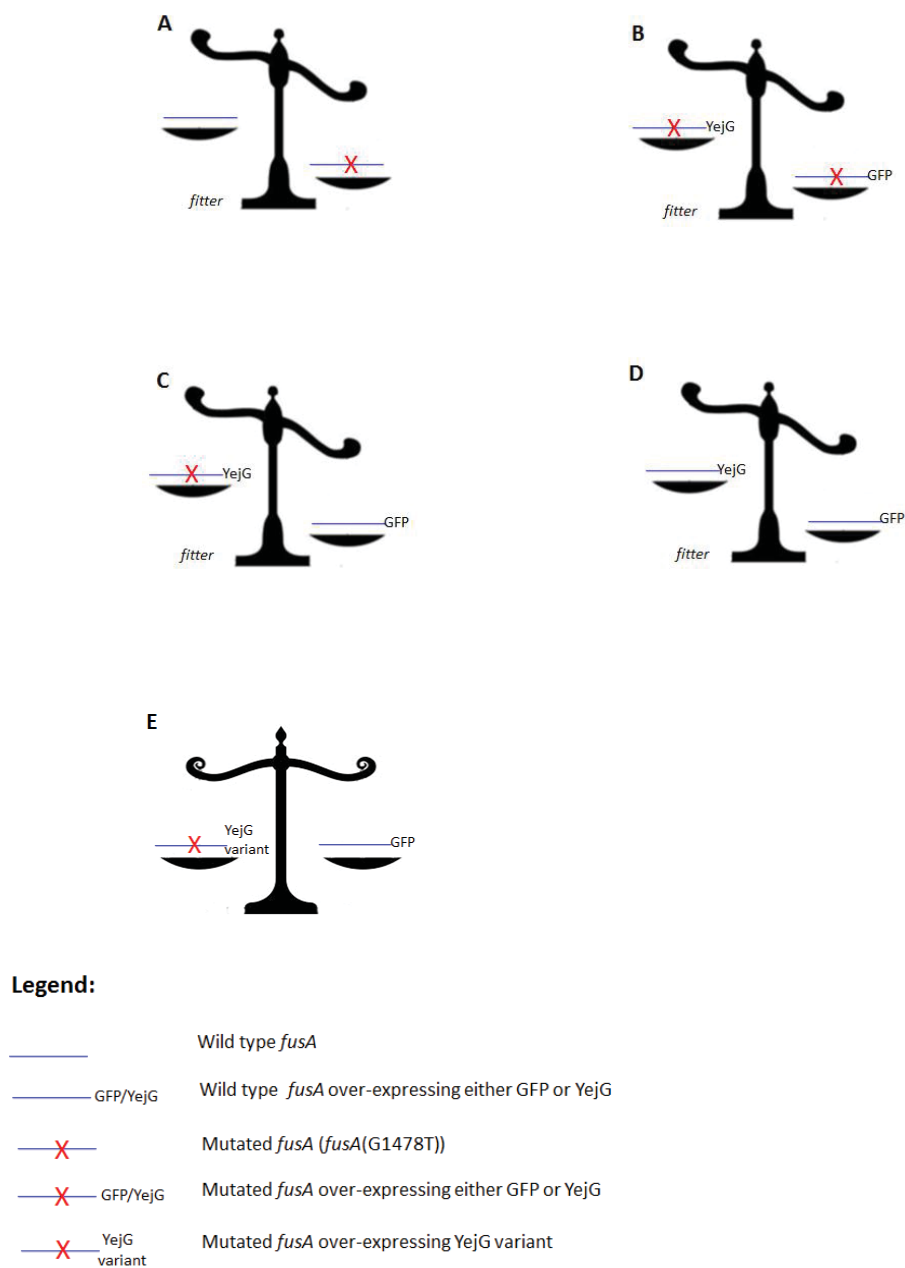 A
fitter
X
B
X YejG
X GFP
fitter
C
X YejG
GFP
fitter
D
YejG
GFP
fitter
E
X YejG
variant
GFP
Legend:
Wild type fusA
GFP/YejG Wild type fusA over-expressing either GFP or YejG
X Mutated fusA (fusA(G1478T))
X GFP/YejG Mutated fusA over-expressing either GFP or YejG
X YejG
variant Mutated fusA over-expressing YejG variant